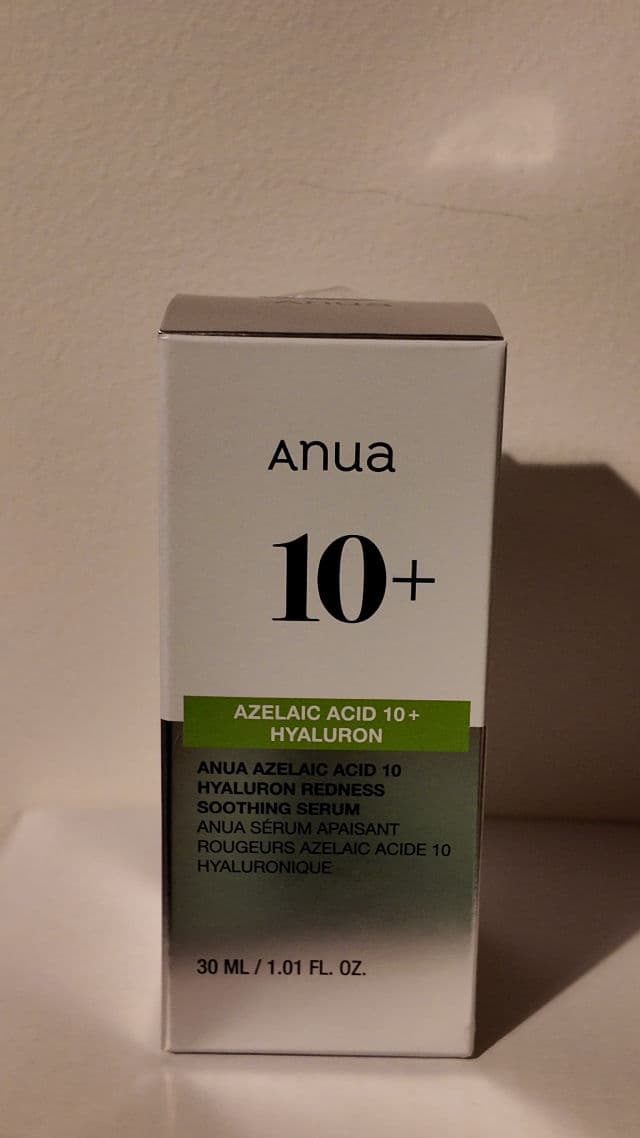 Anua
Anua
10+
AZELAIC ACID 10+
HYALURON
ANUA AZELAIC ACID 10
HYALURON REDNESS
SOOTHING SERUM
ANUA SÉRUM APAISANT
ROUGEURS AZELAIC ACIDE 10
HYALURONIQUE
30 ML / 1.01 FL. OZ.